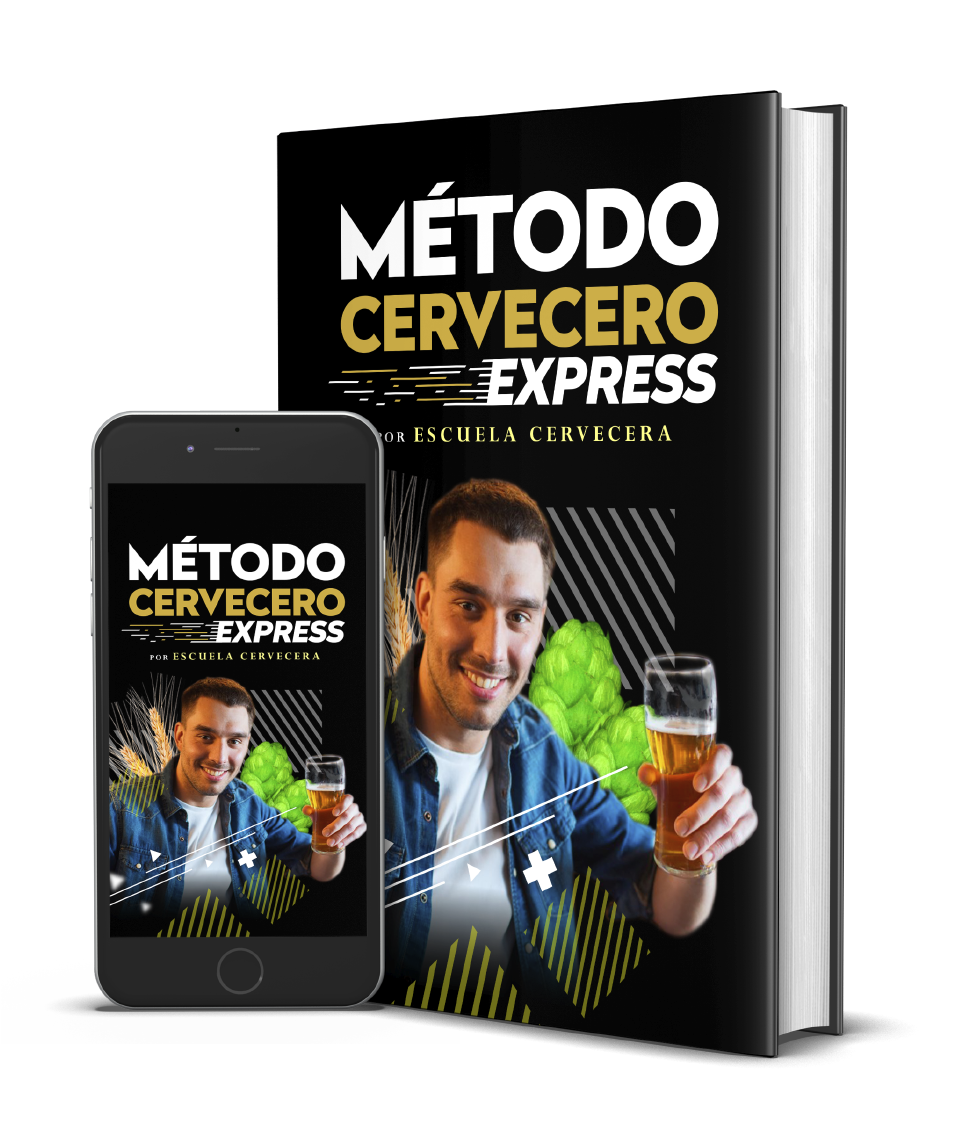 MÉTODO
CERVECERO
EXPRESS
POR ESCUELA CERVECERA
MÉTODO
CERVECERO
EXPRESS
POR ESCUELA CERVECERA